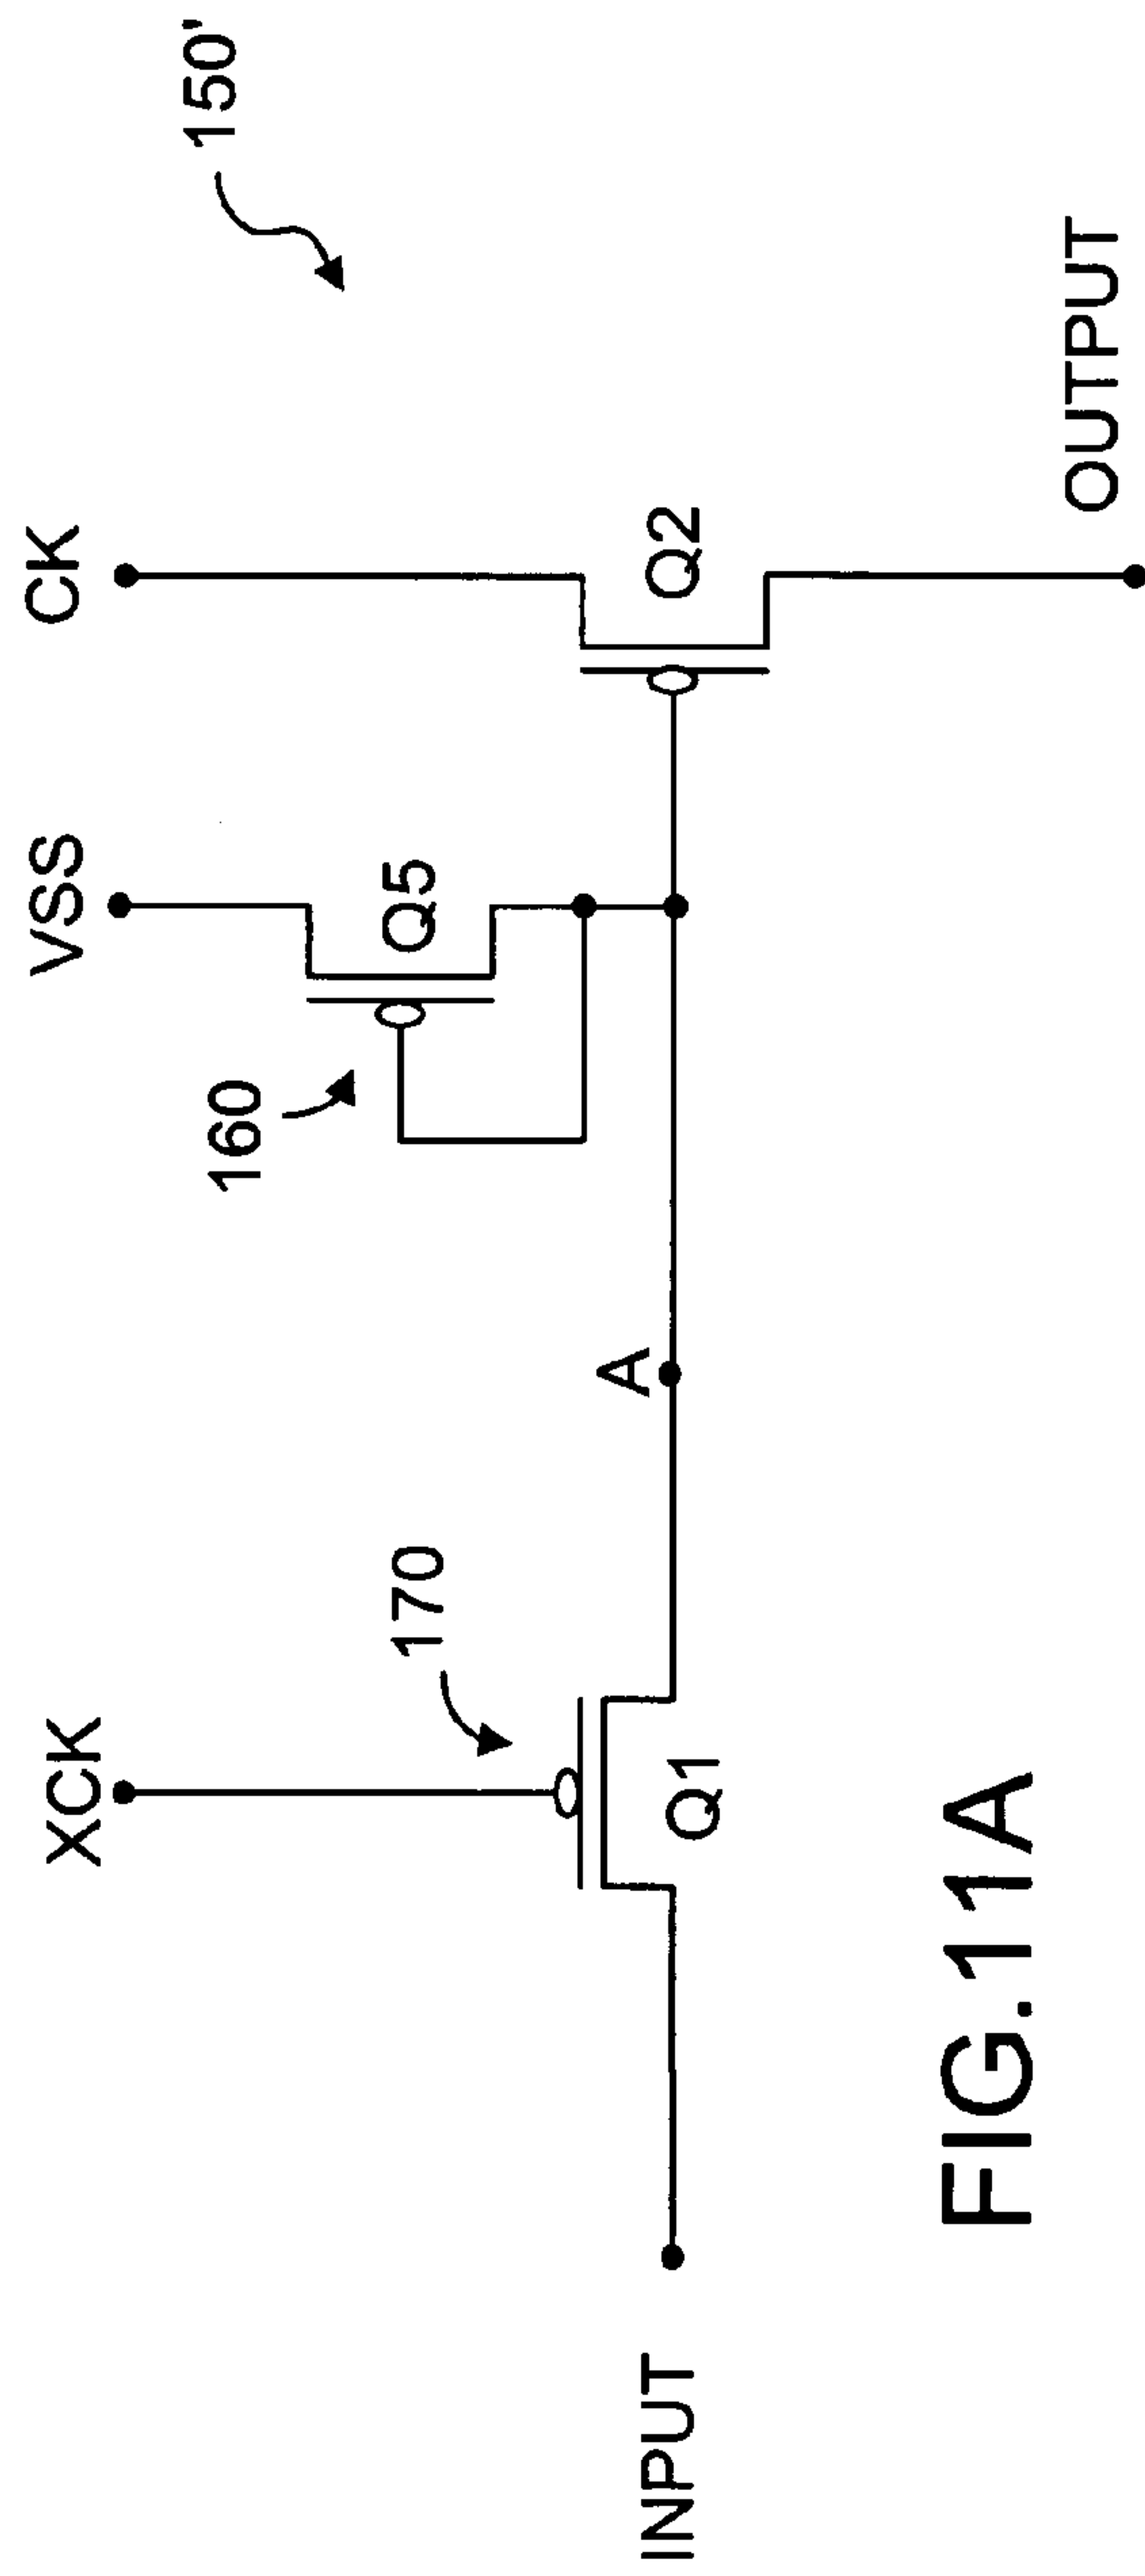 150'
XCK
VSS
CK
170
160
Q5
A
Q1
Q2
INPUT
OUTPUT
FIG.11A